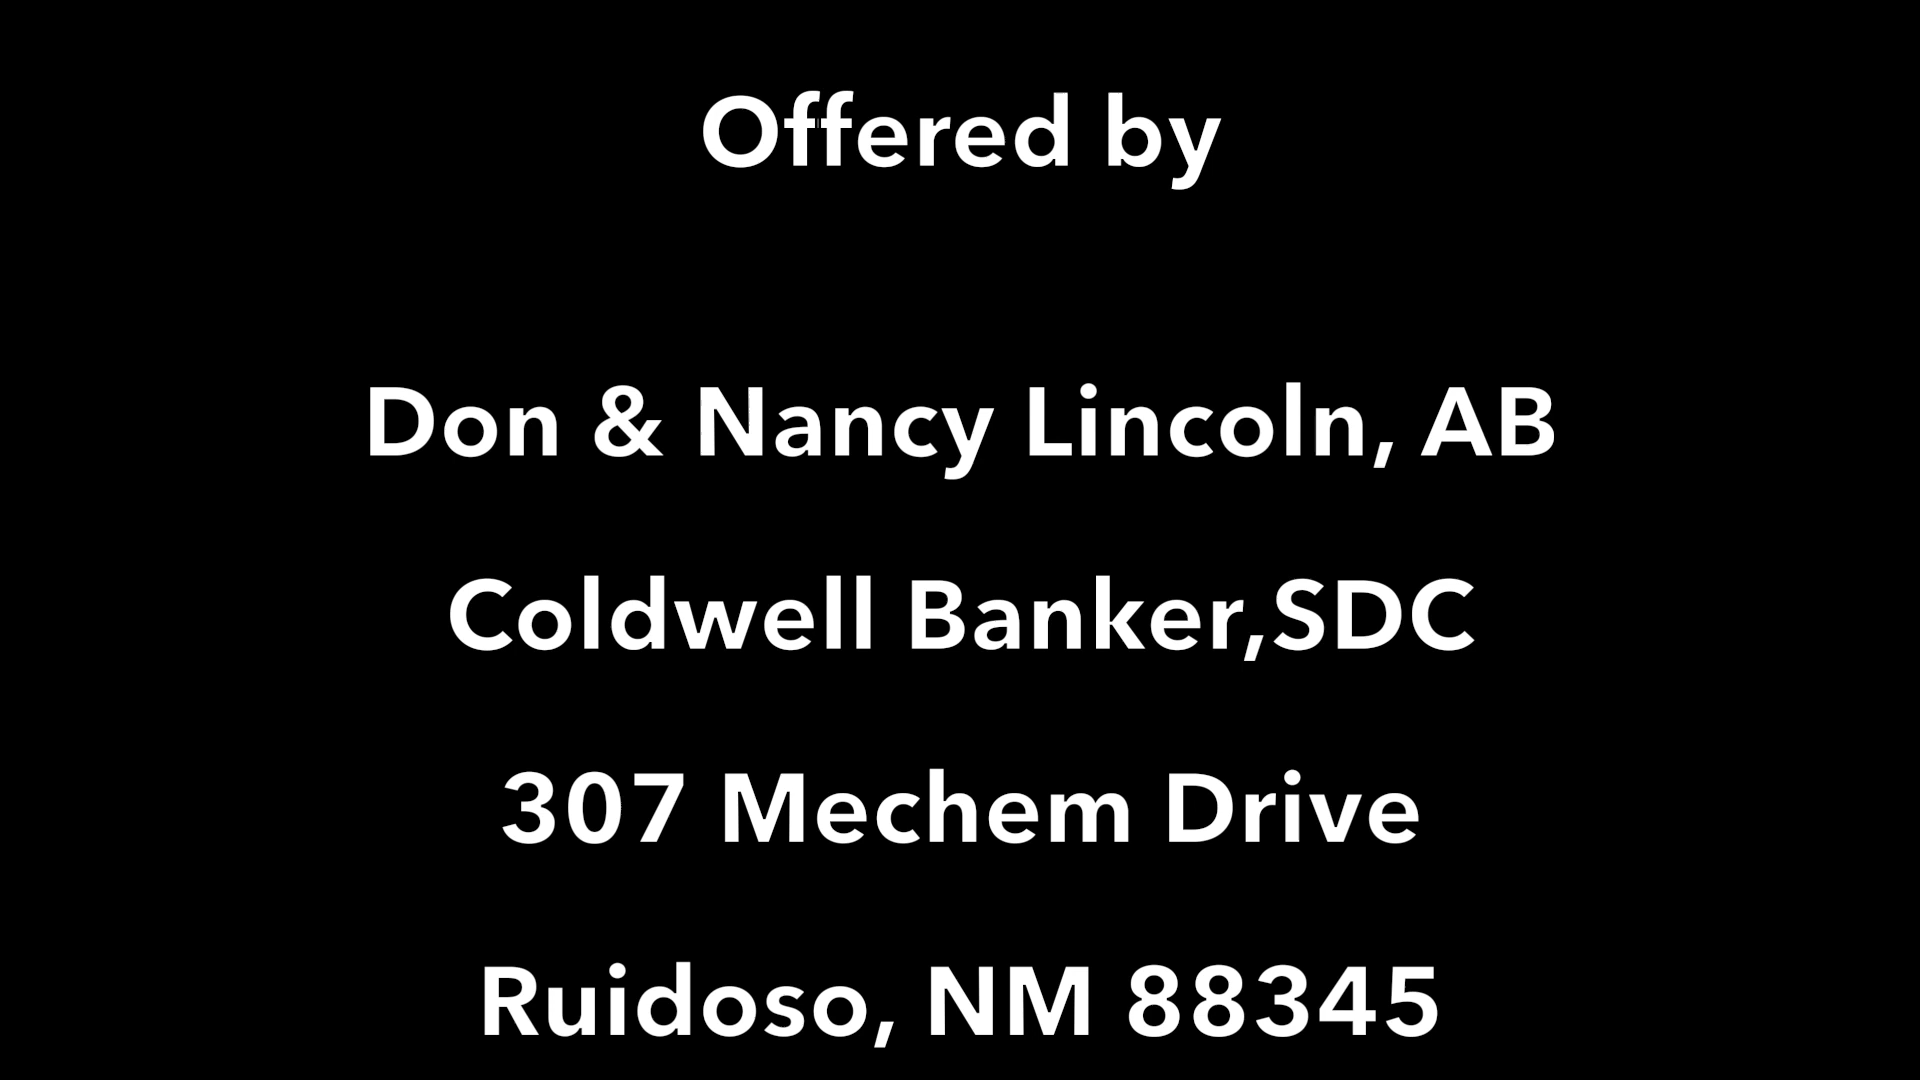 Offered by
Don & Nancy Lincoln, AB
Coldwell Banker,SDC
307 Mechem Drive
Ruidoso, NM 88345